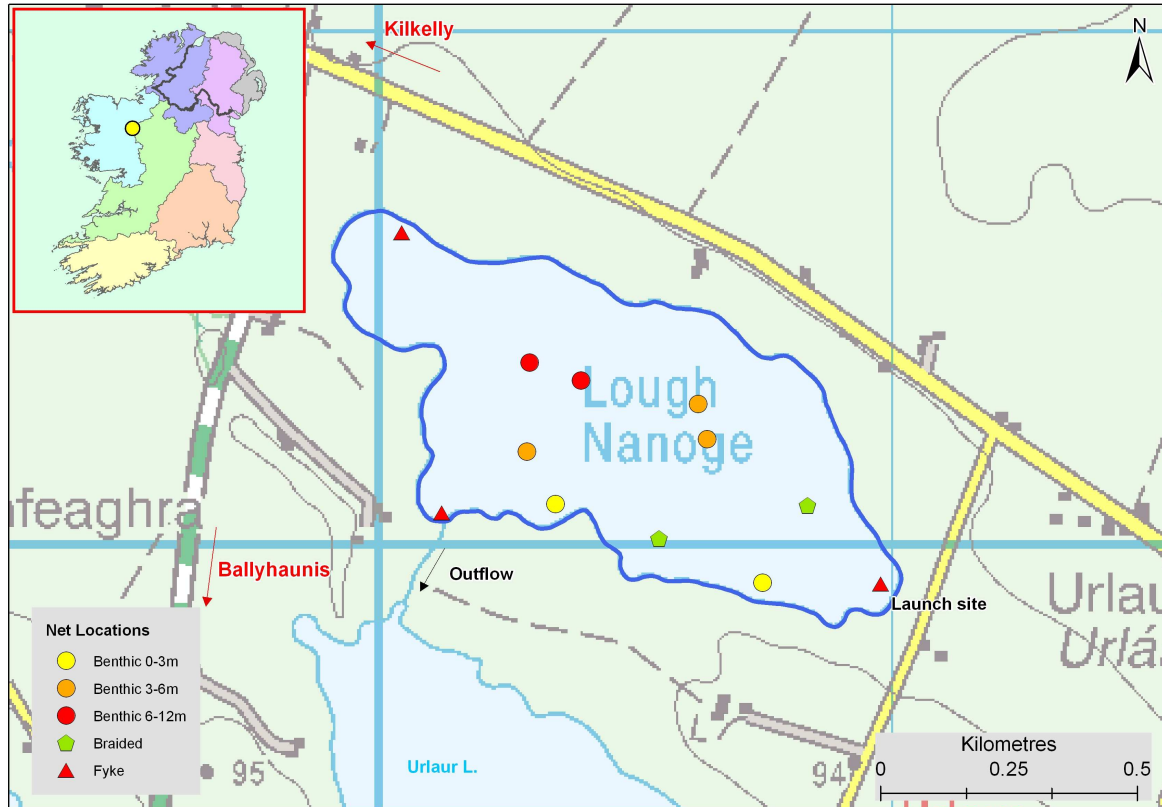 Kilkelly
N
Lough
Nanoge
nfeaghra
Ballyhaunis
Outflow
Launch site
Urlau
Urlá
Net Locations
Benthic 0-3m
Benthic 3-6m
Benthic 6-12m
Braided
Fyke
95
Urlaur L.
L
94
Kilometres
0 0.25 0.5